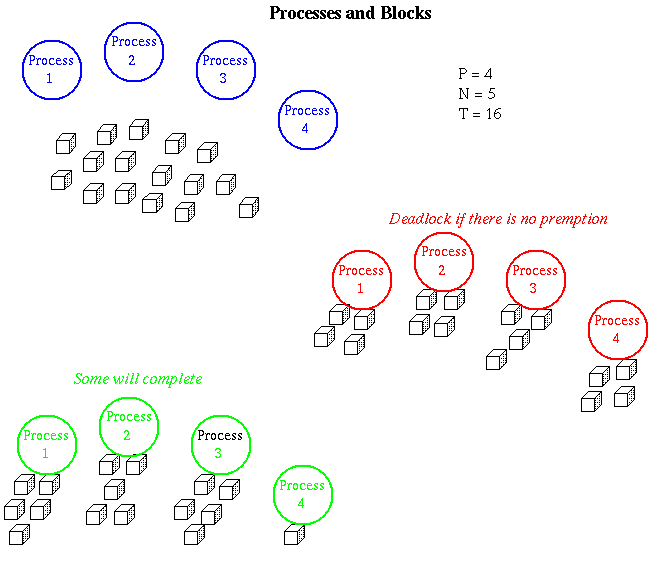 Processes and Blocks
Process
1
Process
2
Process
3
Process
4
P = 4
N = 5
T = 16
Deadlock if there is no premption
Process
1
Process
2
Process
3
Process
4
Some will complete
Process
1
Process
2
Process
3
Process
4